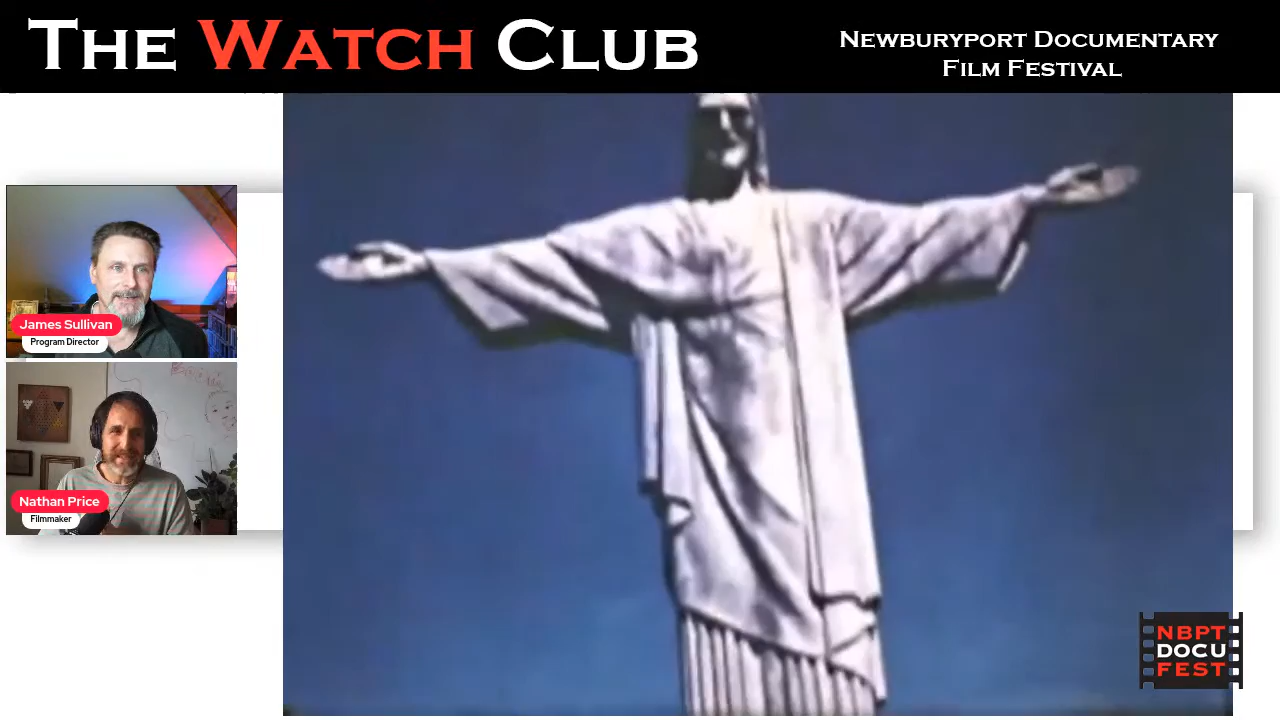 The Watch Club
Newburyport Documentary
Film Festival
James Sullivan
Program Director
Nathan Price
Filmmaker
NBPT
DOCU
FEST